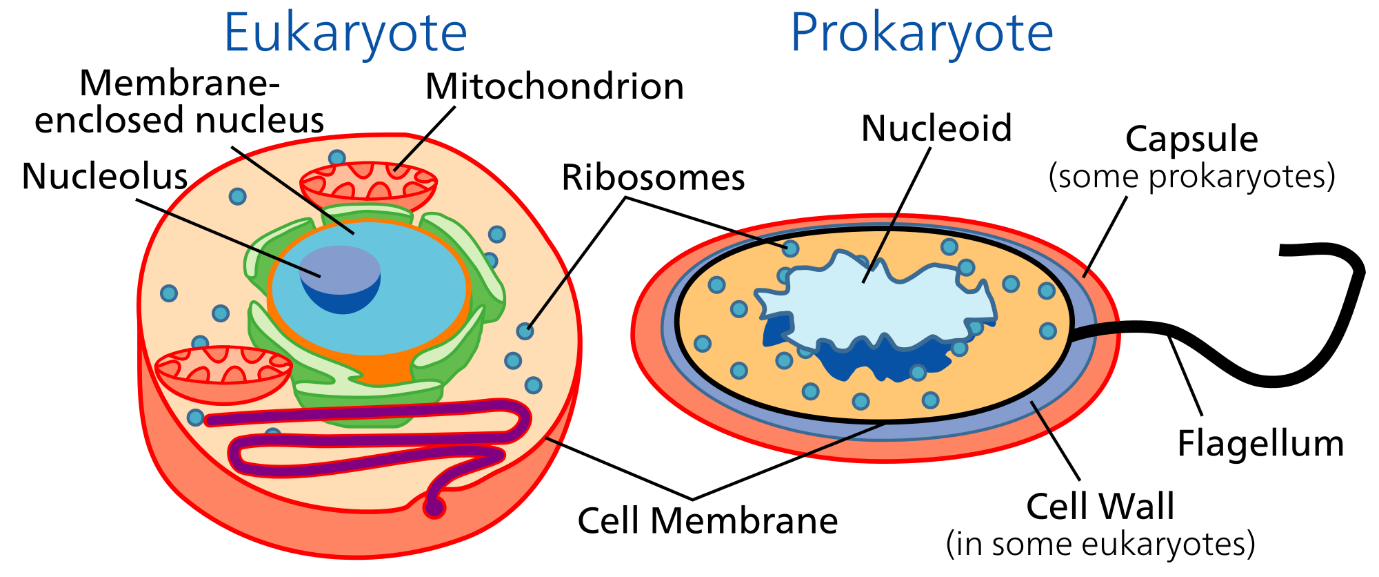 Eukaryote
Prokaryote
Membrane-
enclosed nucleus
Nucleolus
Mitochondrion
Ribosomes
Nucleoid
Capsule
(some prokaryotes)
Flagellum
Cell Membrane
Cell Wall
(in some eukaryotes)